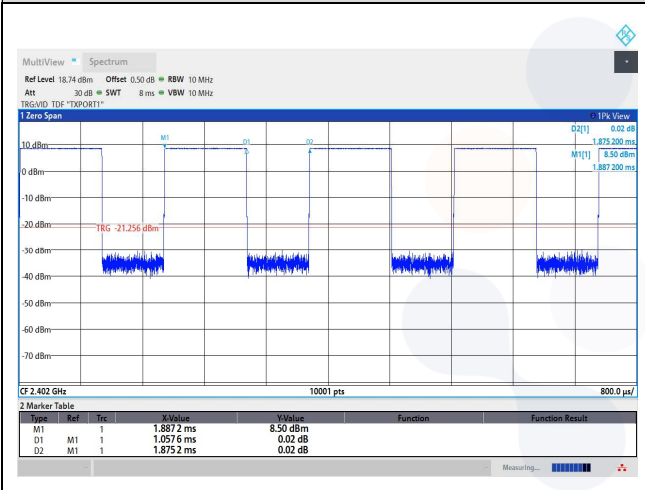 MultiView Spectrum
Ref Level 18.74 dBm Offset 0.50 dB RBW 10 MHz
Att 30 dB SWT 8 ms VBW 10 MHz
TRG:VID TDF "TXPORT1"
1 Zero Span 1Pk View
D2[1] 0.02 dB
1.875 200 ms
M1[1] 8.50 dBm
1.887 200 ms
M1 D1 D2
10 dBm
0 dBm
-10 dBm
-20 dBm
TRG -21.256 dBm
-30 dBm
-40 dBm
-50 dBm
-60 dBm
-70 dBm
CF 2.402 GHz 10001 pts 800.0 µs/
2 Marker Table
Type Ref Trc X-Value Y-Value Function Function Result
M1 1 1.887 2 ms 8.50 dBm
D1 M1 1 1.057 6 ms 0.02 dB
D2 M1 1 1.875 2 ms 0.02 dB
Measuring...